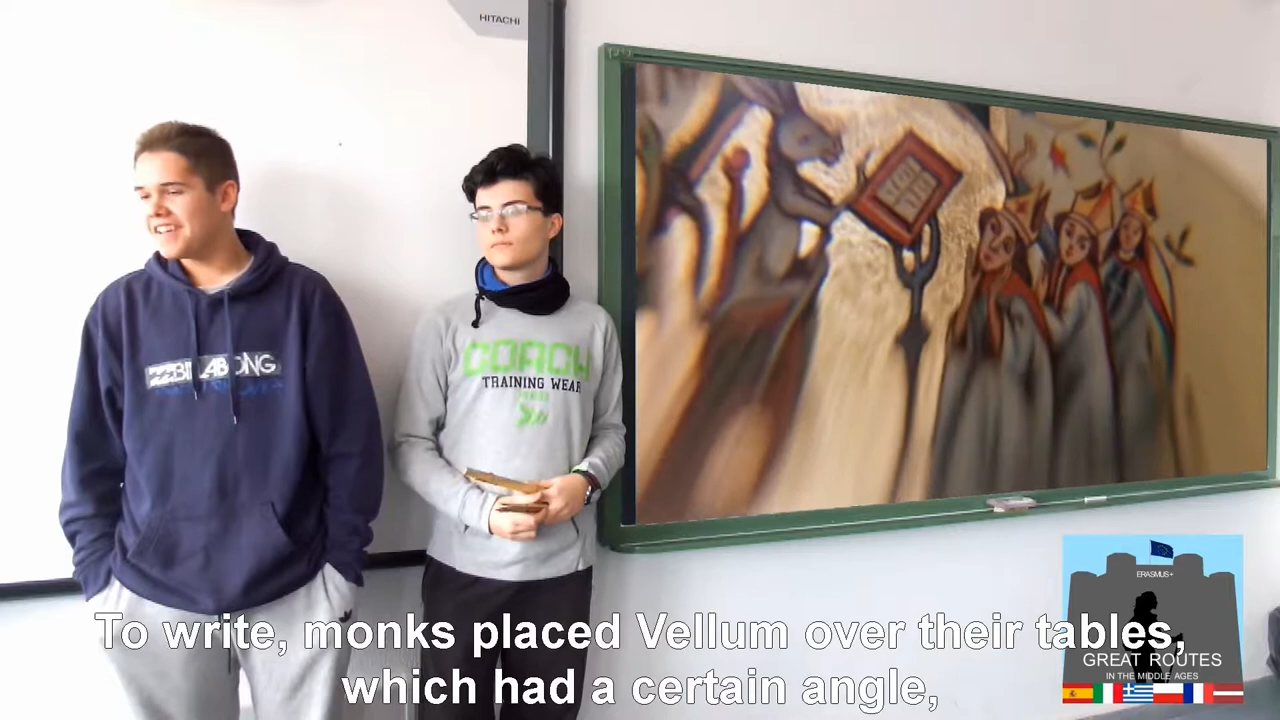 HITACHI
BILLABONG
COACH
TRAINING WEAR
ERASMUS+
GREAT ROUTES
IN THE MIDDLE AGES
To write, monks placed Vellum over their tables,
which had a certain angle,